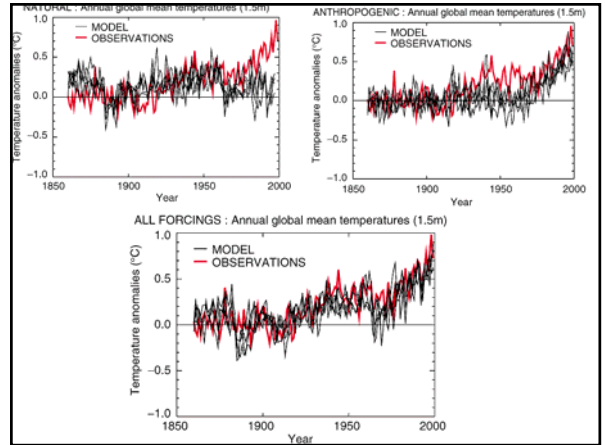 NATURAL : Annual global mean temperatures (1.5m)
1.0
MODEL
OBSERVATIONS
0.5
0.0
−0.5
−1.0
Temperature anomalies (°C)
1850 1900 1950 2000
Year
ANTHROPOGENIC : Annual global mean temperatures (1.5m)
1.0
MODEL
OBSERVATIONS
0.5
0.0
−0.5
−1.0
Temperature anomalies (°C)
1850 1900 1950 2000
Year
ALL FORCINGS : Annual global mean temperatures (1.5m)
1.0
MODEL
OBSERVATIONS
0.5
0.0
−0.5
−1.0
Temperature anomalies (°C)
1850 1900 1950 2000
Year